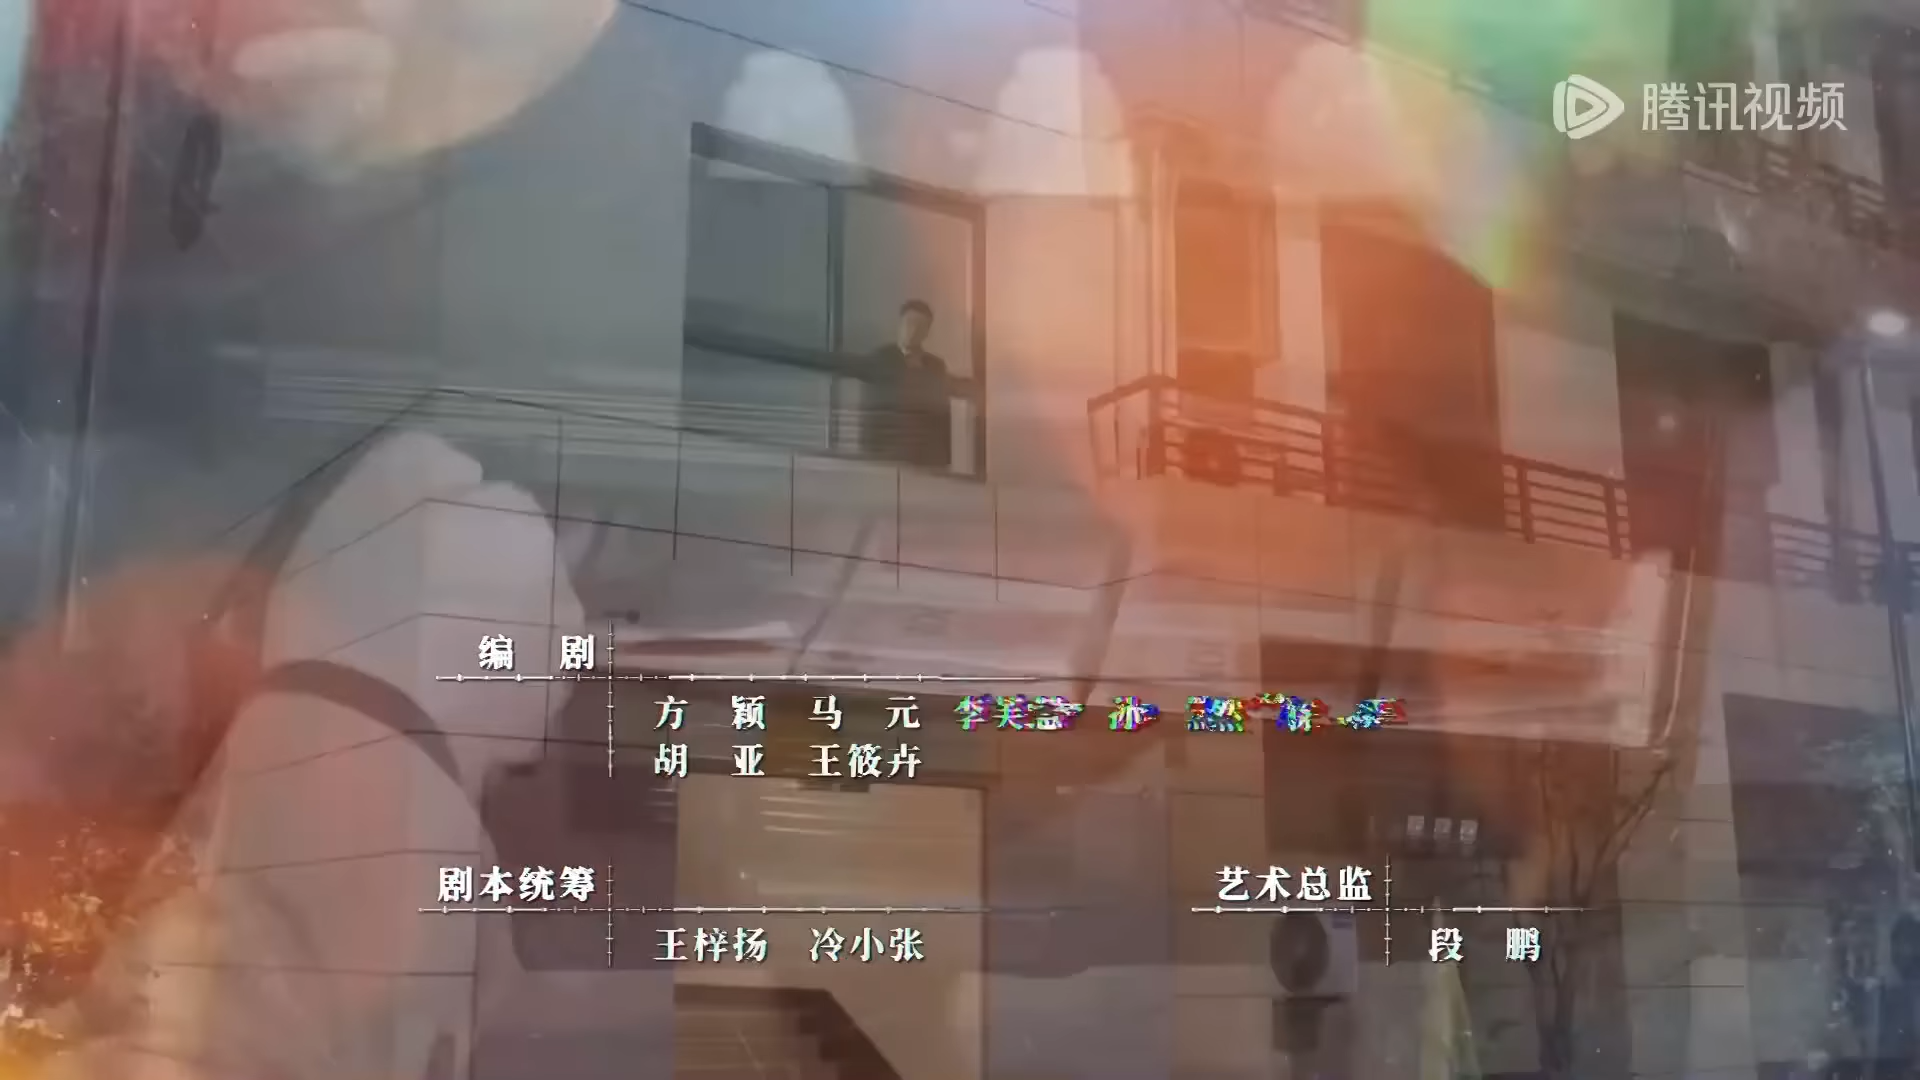 腾讯视频
编 剧
方 颖 马 元
胡 亚 王筱卉
剧本统筹
王梓扬 冷小张
艺术总监
段 鹏